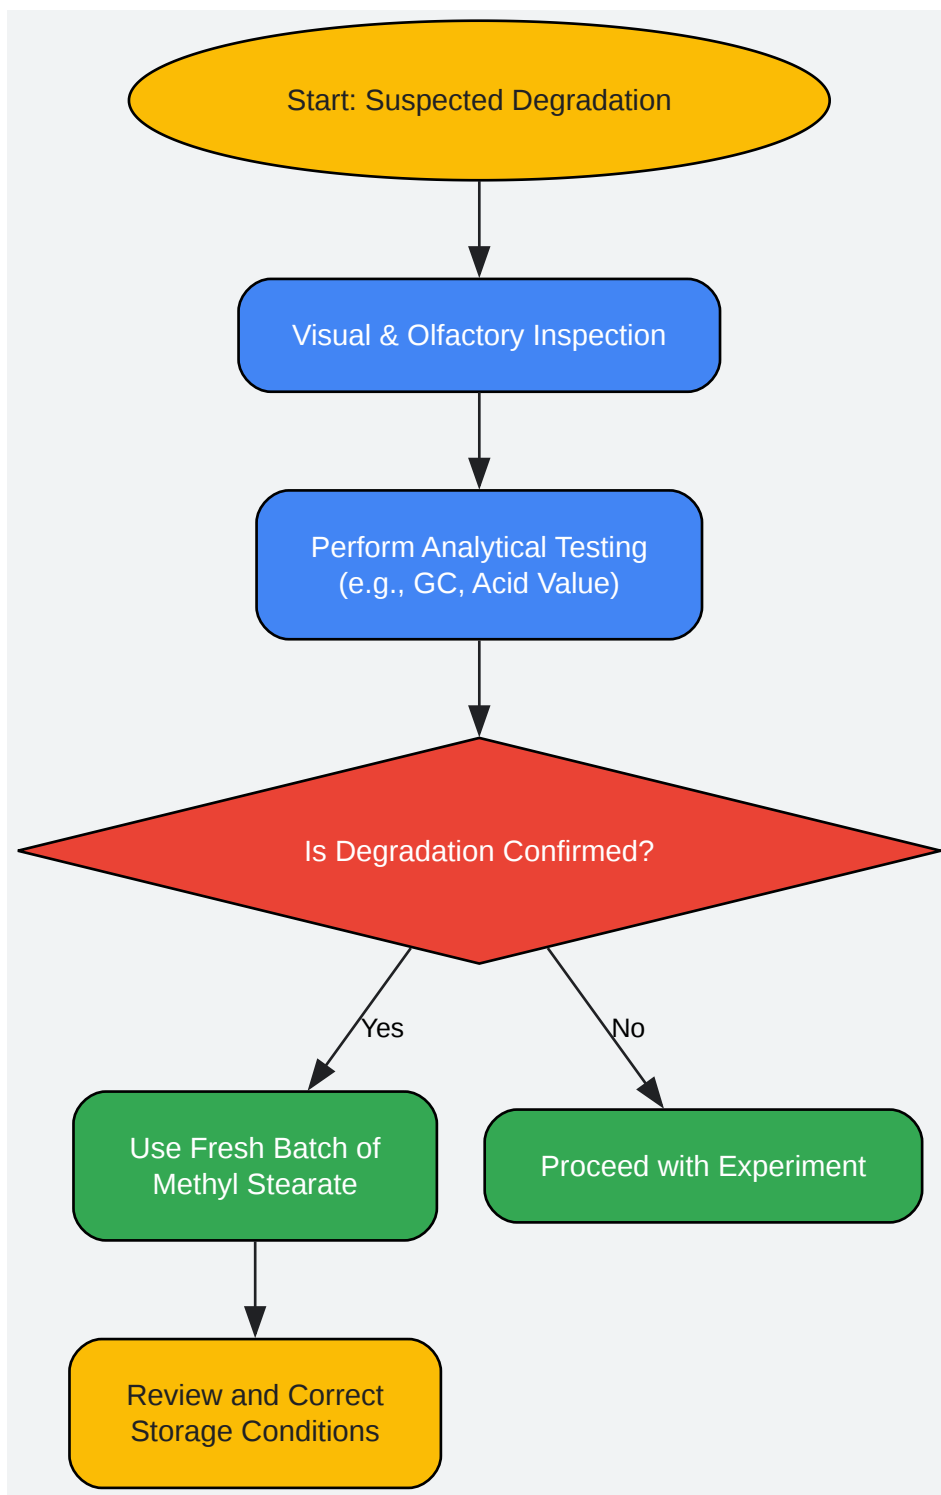 Start: Suspected Degradation
Visual & Olfactory Inspection
Perform Analytical Testing
(e.g., GC, Acid Value)
Is Degradation Confirmed?
Yes
No
Use Fresh Batch of
Methyl Stearate
Proceed with Experiment
Review and Correct
Storage Conditions